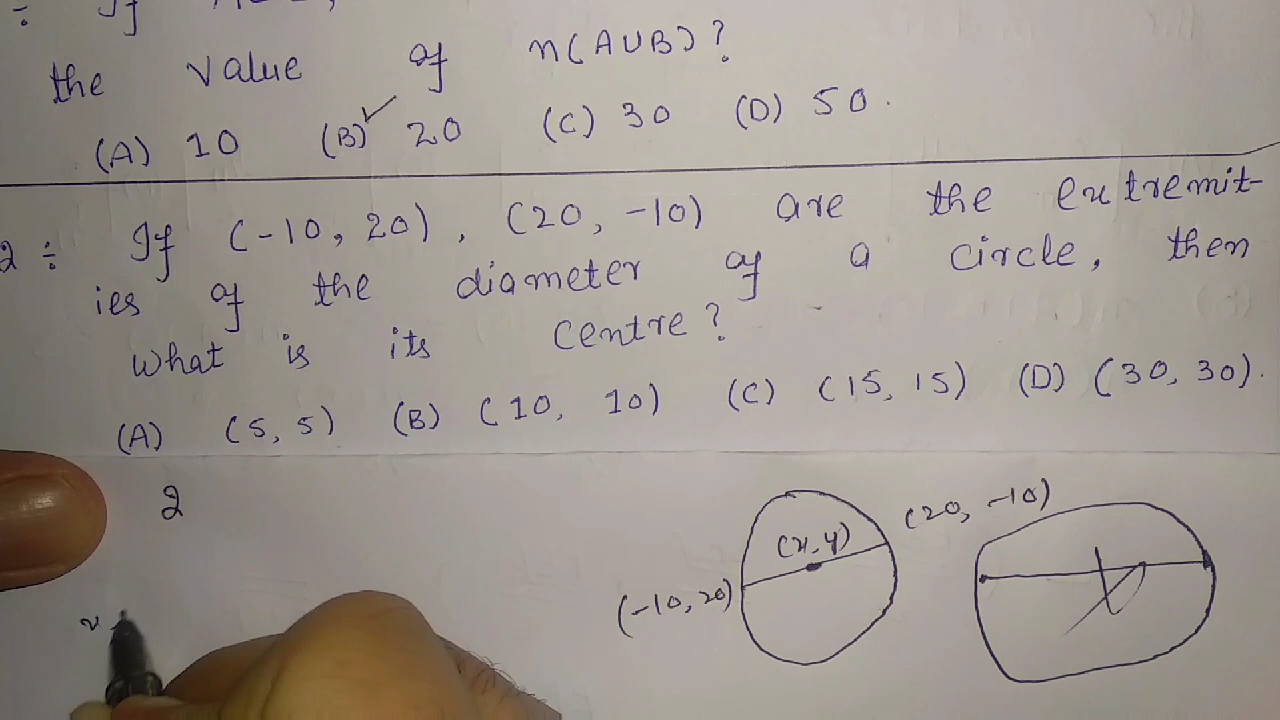 ÷ If
the value of n(AUB)?
(A) 10 (B) ✓ 20 (C) 30 (D) 50.
2 ÷ If (-10, 20), (20, -10) are the extremit-
ies of the diameter of a circle, then
what is its centre?
(A) (5, 5) (B) (10, 10) (C) (15, 15) (D) (30, 30).
2
(20, -10)
(x, y)
(-10, 20)